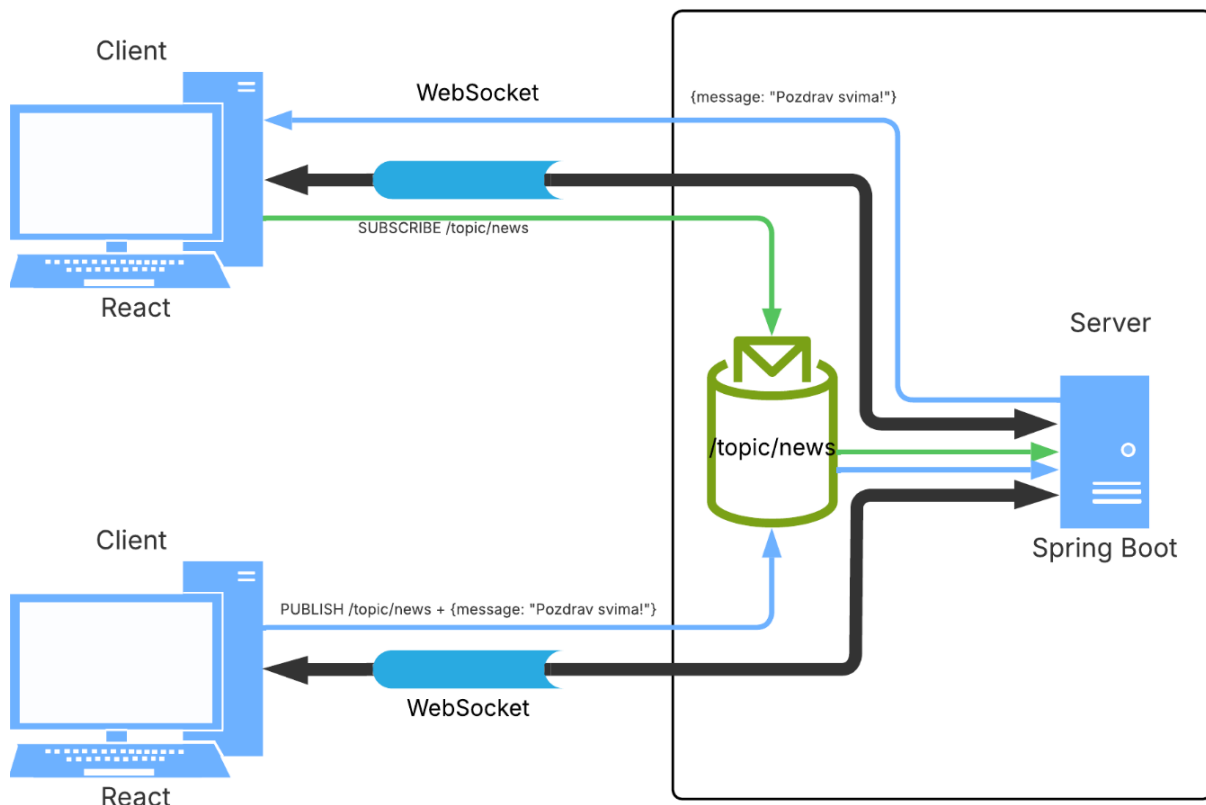 Client
WebSocket
{message: "Pozdrav svima!"}
SUBSCRIBE /topic/news
React
Server
/topic/news
Spring Boot
Client
PUBLISH /topic/news + {message: "Pozdrav svima!"}
WebSocket
React